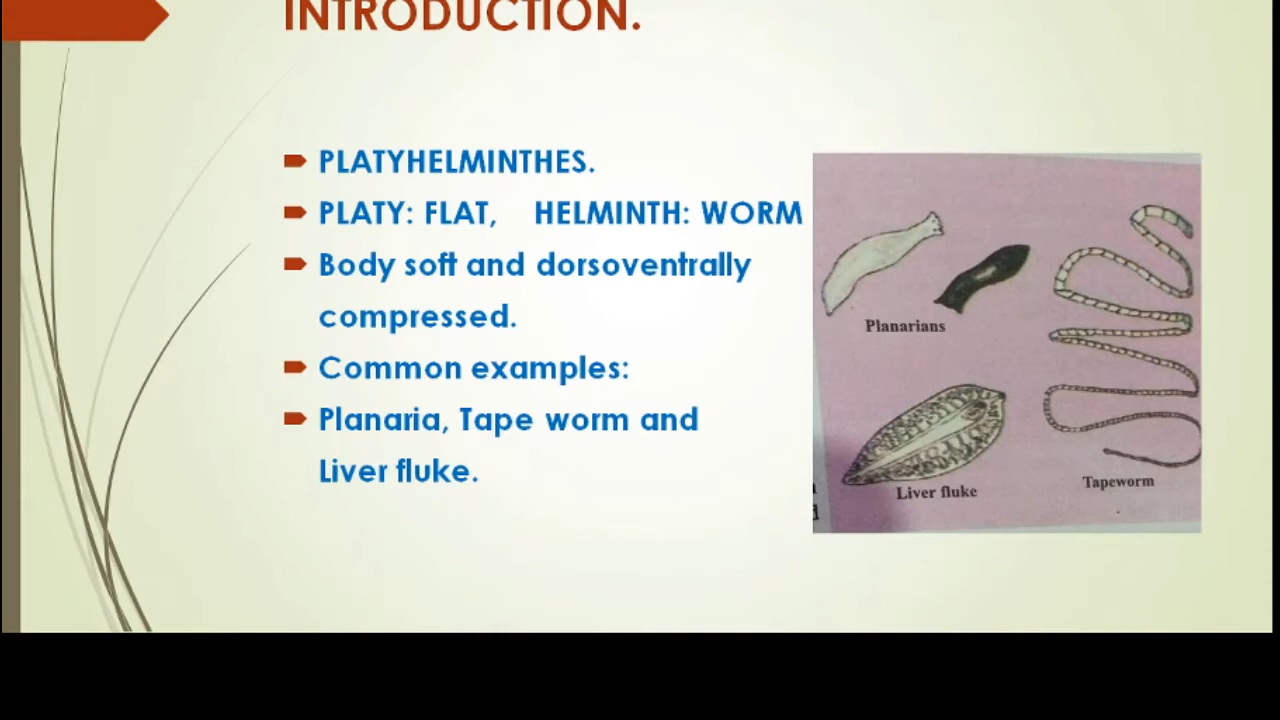 INTRODUCTION.
PLATYHELMINTHES.
PLATY: FLAT, HELMINTH: WORM
Body soft and dorsoventrally
compressed.
Common examples:
Planaria, Tape worm and
Liver fluke.
Planarians
Liver fluke
Tapeworm